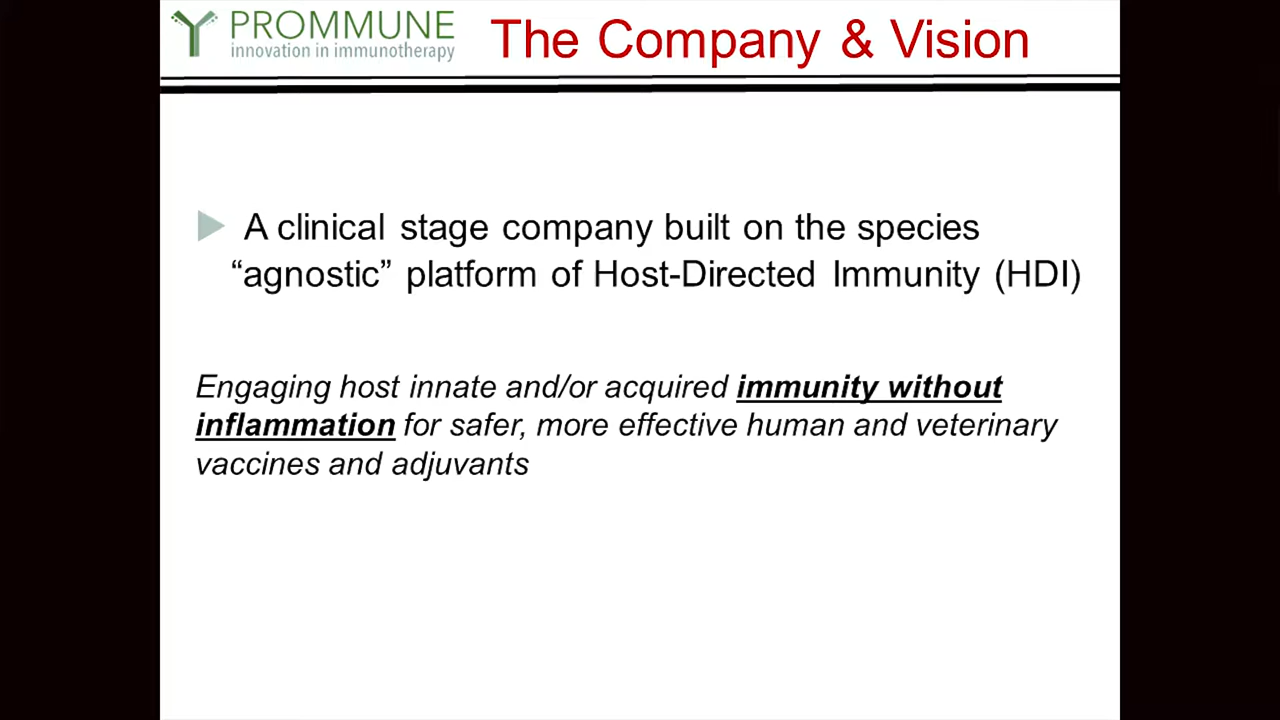 PROMMUNE
innovation in immunotherapy
The Company & Vision
A clinical stage company built on the species
“agnostic” platform of Host-Directed Immunity (HDI)
Engaging host innate and/or acquired immunity without
inflammation for safer, more effective human and veterinary
vaccines and adjuvants